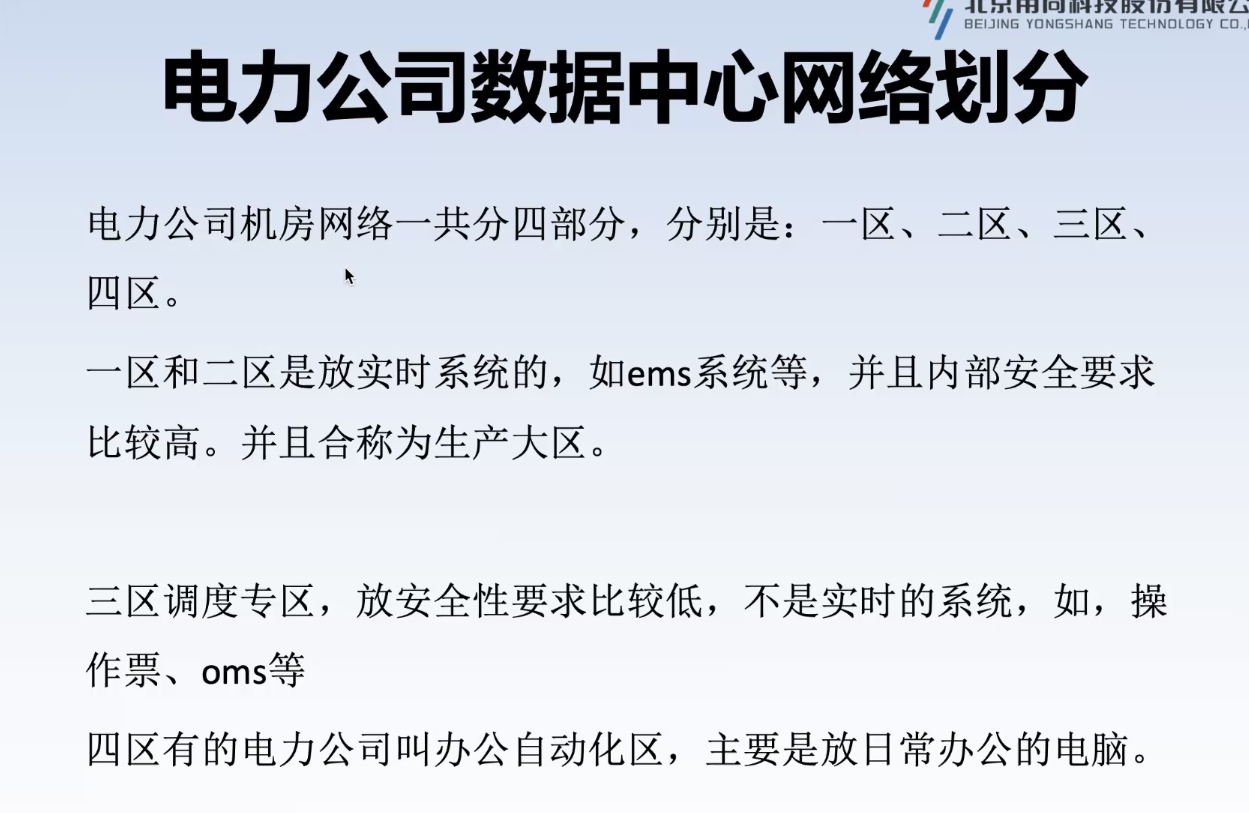 北京用尚科技股份有限公
BEIJING YONGSHANG TECHNOLOGY CO.,
电力公司数据中心网络划分
电力公司机房网络一共分四部分，分别是：一区、二区、三区、
四区。
一区和二区是放实时系统的，如ems系统等，并且内部安全要求
比较高。并且合称为生产大区。
三区调度专区，放安全性要求比较低，不是实时的系统，如，操
作票、oms等
四区有的电力公司叫办公自动化区，主要是放日常办公的电脑。